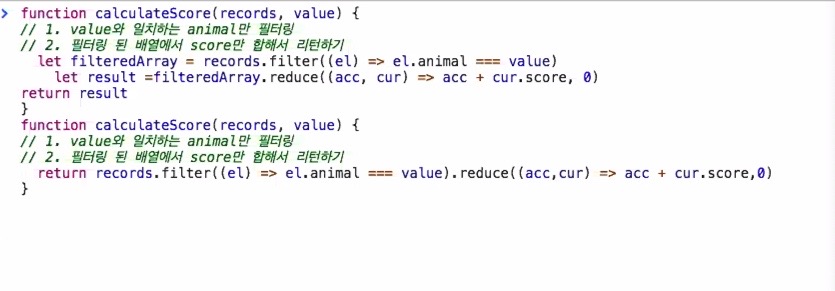 function calculateScore(records, value) {
// 1. value와 일치하는 animal만 필터링
// 2. 필터링 된 배열에서 score만 합해서 리턴하기
let filteredArray = records.filter((el) => el.animal === value)
let result =filteredArray.reduce((acc, cur) => acc + cur.score, 0)
return result
}
function calculateScore(records, value) {
// 1. value와 일치하는 animal만 필터링
// 2. 필터링 된 배열에서 score만 합해서 리턴하기
return records.filter((el) => el.animal === value).reduce((acc,cur) => acc + cur.score,0)
}